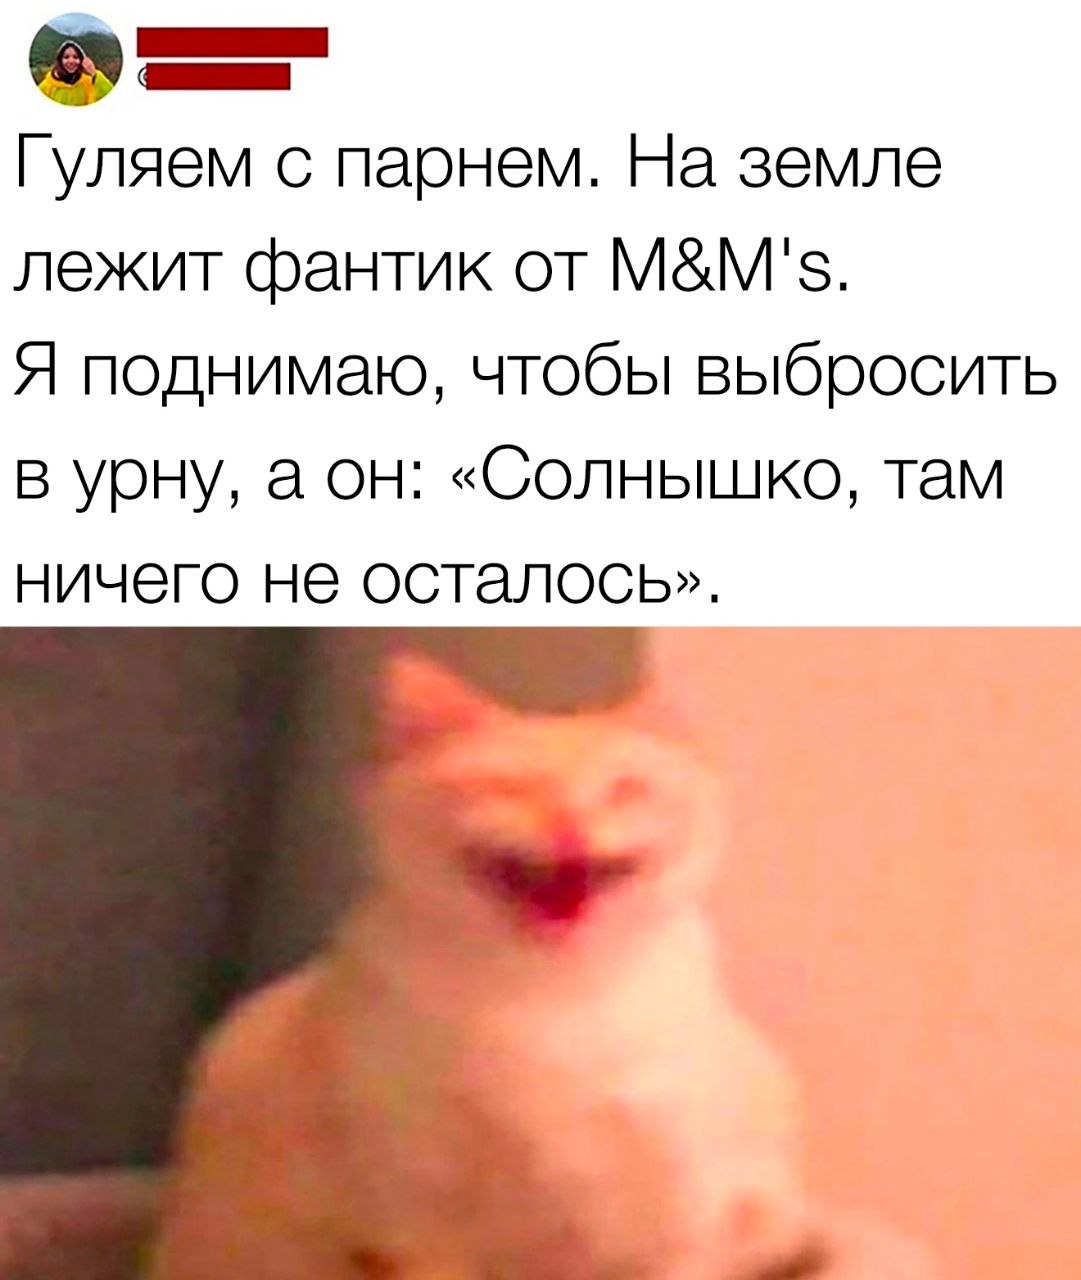 Гуляем с парнем. На земле
лежит фантик от M&M's.
Я поднимаю, чтобы выбросить
в урну, а он: «Солнышко, там
ничего не осталось».